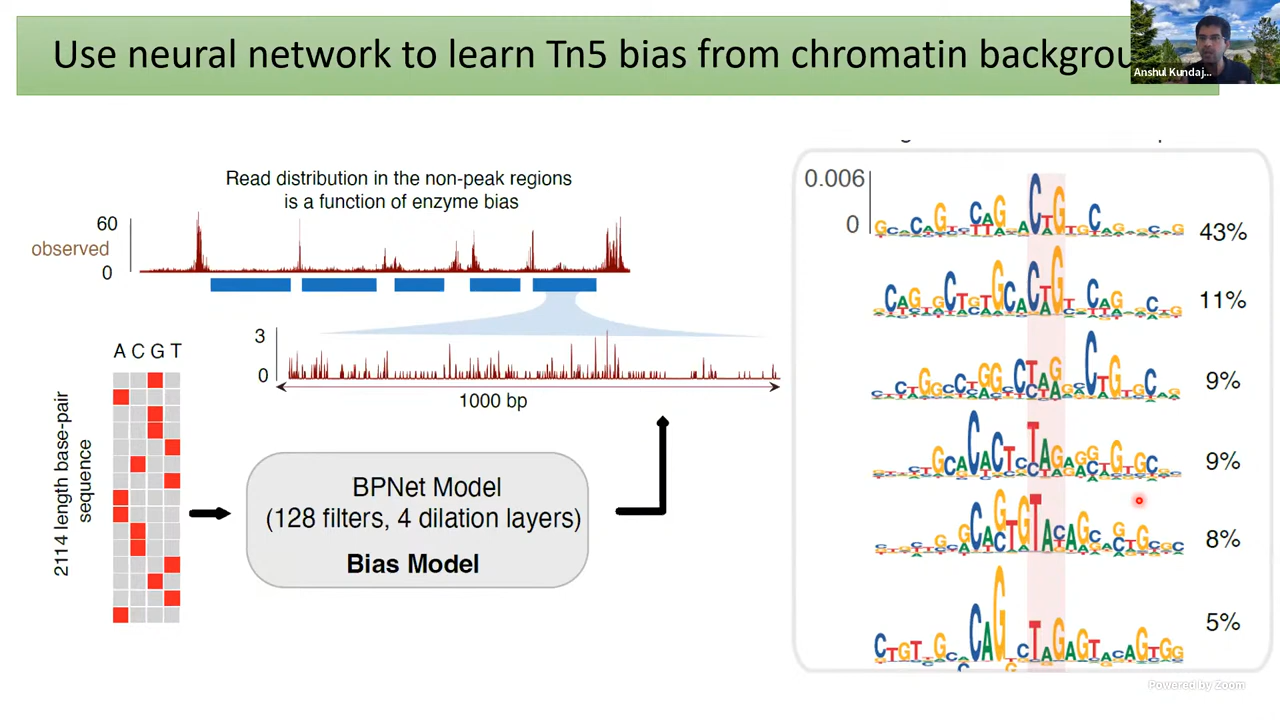 Use neural network to learn Tn5 bias from chromatin
Anshul Kundaj...
Read distribution in the non-peak regions
is a function of enzyme bias
60
observed
0
3
0
1000 bp
A C G T
2114 length base-pair
sequence
BPNet Model
(128 filters, 4 dilation layers)
Bias Model
0.006
0
43%
11%
9%
9%
8%
5%
Powered by Zoom